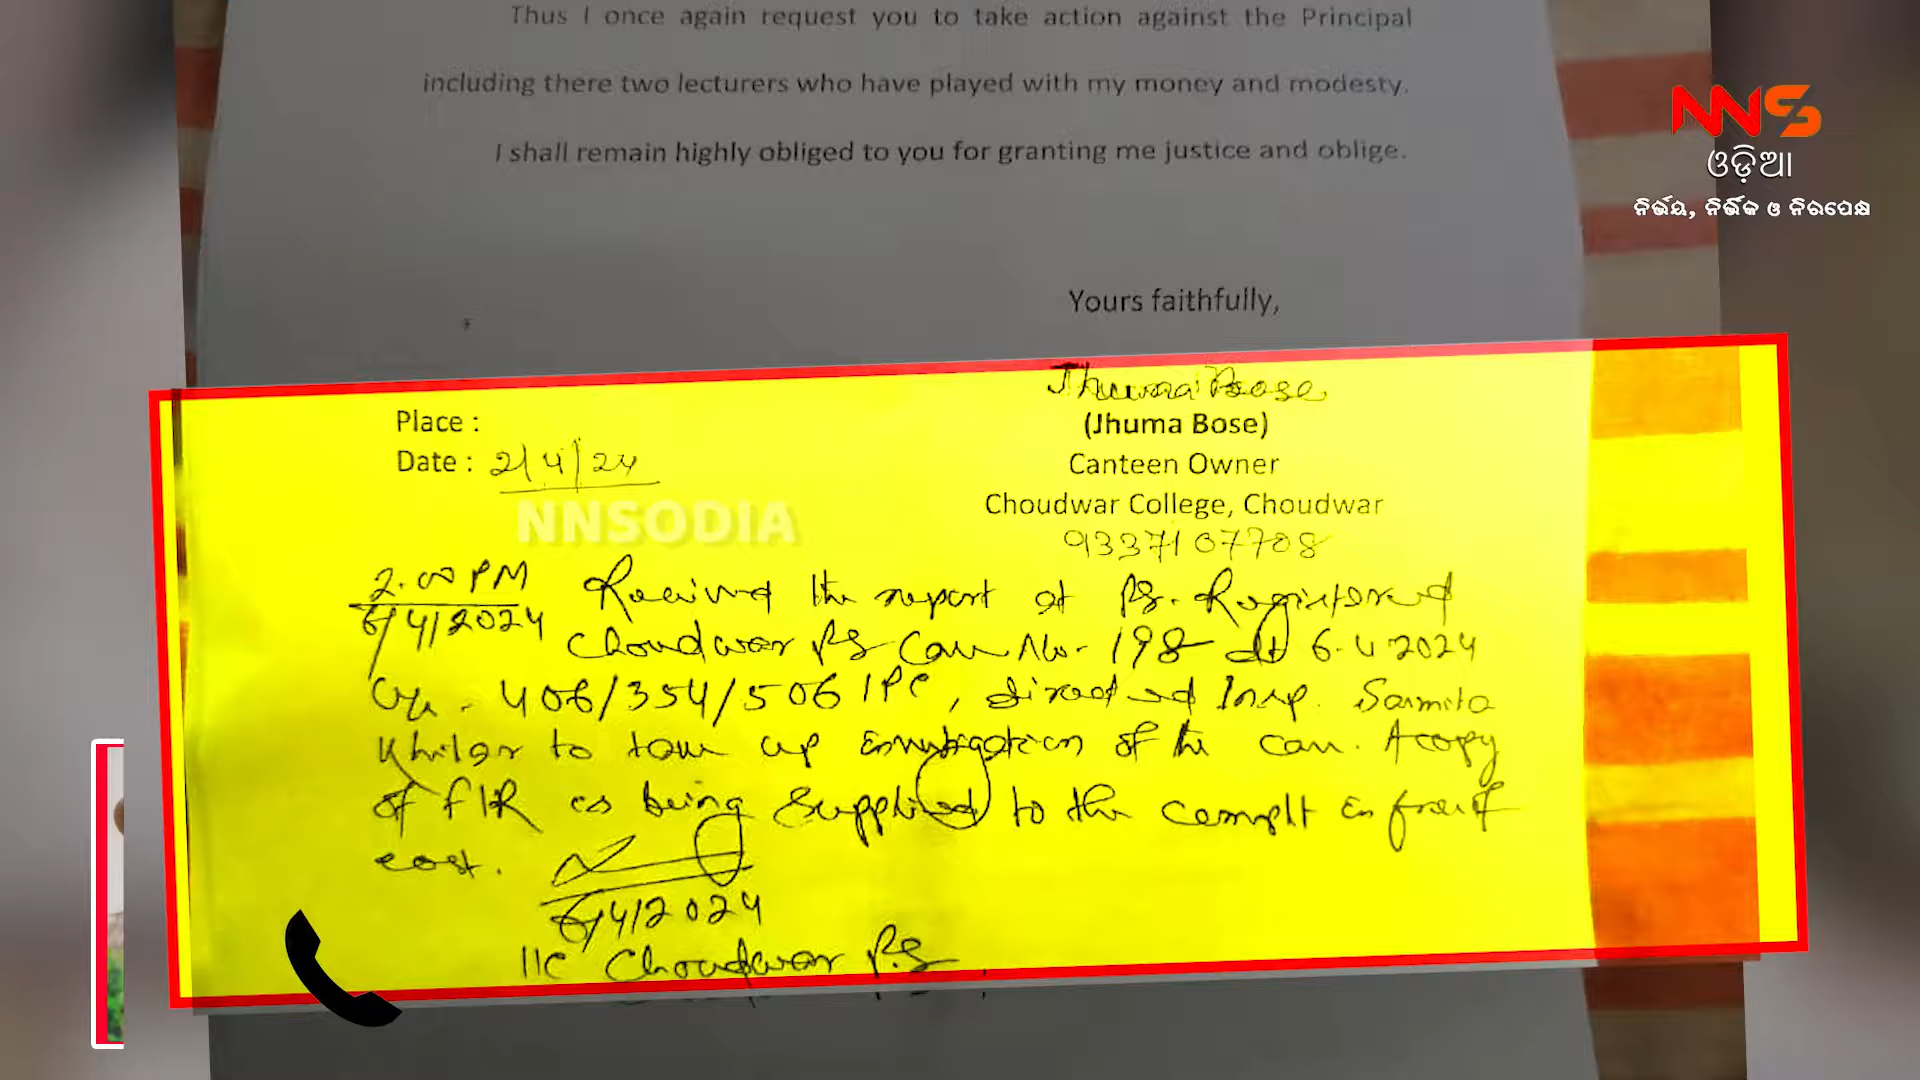 Thus I once again request you to take action against the Principal
including there two lecturers who have played with my money and modesty.
I shall remain highly obliged to you for granting me justice and oblige.
NNS
ଓଡ଼ିଆ
ନିର୍ଭୟ, ନିର୍ଭିକ ଓ ନିରପେକ୍ଷ
Yours faithfully,
Jhuma Bose
(Jhuma Bose)
Place :
Canteen Owner
Date : 2/4/24
Choudwar College, Choudwar
NNSODIA
9337107708
2.00 PM
6/4/2024
Received the report at PS. Registered
Choudwar PS Case No. 198 dt 6.4.2024
U/s. 406/354/506 IPC, directed Insp. Sarmita
Khilar to take up investigation of the case. A copy
of FIR is being supplied to the complt in free of
cost.
6/4/2024
IIC Choudwar PS